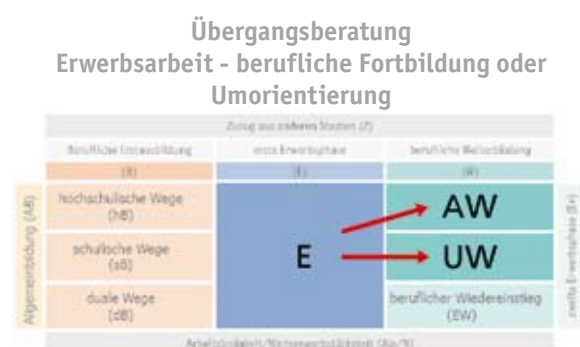 Übergangsberatung
Erwerbsarbeit - berufliche Fortbildung oder
Umorientierung
Zuzug aus anderen Staaten (Z)
Berufliche Erstausbildung
erste Erwerbsphase
berufliche Weiterbildung
(B)
(E)
(W)
Allgemeinbildung (AB)
hochschulische Wege
(hB)
schulische Wege
(sB)
duale Wege
(dB)
E
AW
UW
beruflicher Wiedereinstieg
(EW)
zweite Erwerbsphase (E+)